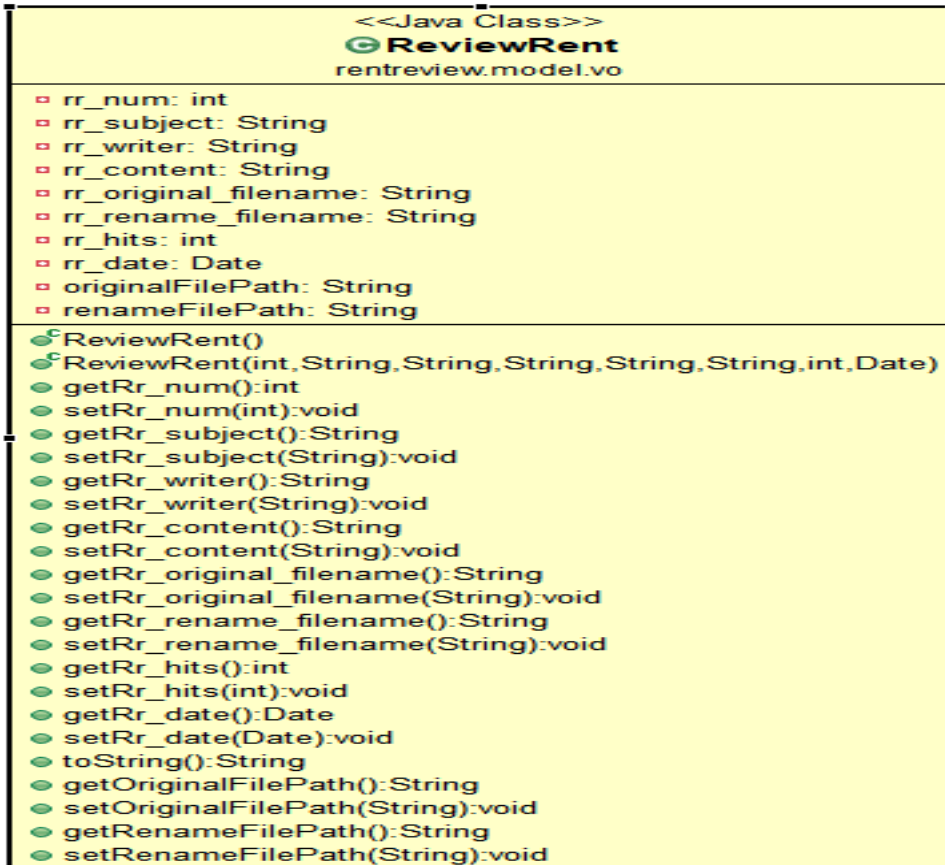 <<Java Class>>
ReviewRent
rentreview.model.vo
rr_num: int
rr_subject: String
rr_writer: String
rr_content: String
rr_original_filename: String
rr_rename_filename: String
rr_hits: int
rr_date: Date
originalFilePath: String
renameFilePath: String
ReviewRent()
ReviewRent(int,String,String,String,String,String,int,Date)
getRr_num():int
setRr_num(int):void
getRr_subject():String
setRr_subject(String):void
getRr_writer():String
setRr_writer(String):void
getRr_content():String
setRr_content(String):void
getRr_original_filename():String
setRr_original_filename(String):void
getRr_rename_filename():String
setRr_rename_filename(String):void
getRr_hits():int
setRr_hits(int):void
getRr_date():Date
setRr_date(Date):void
toString():String
getOriginalFilePath():String
setOriginalFilePath(String):void
getRenameFilePath():String
setRenameFilePath(String):void